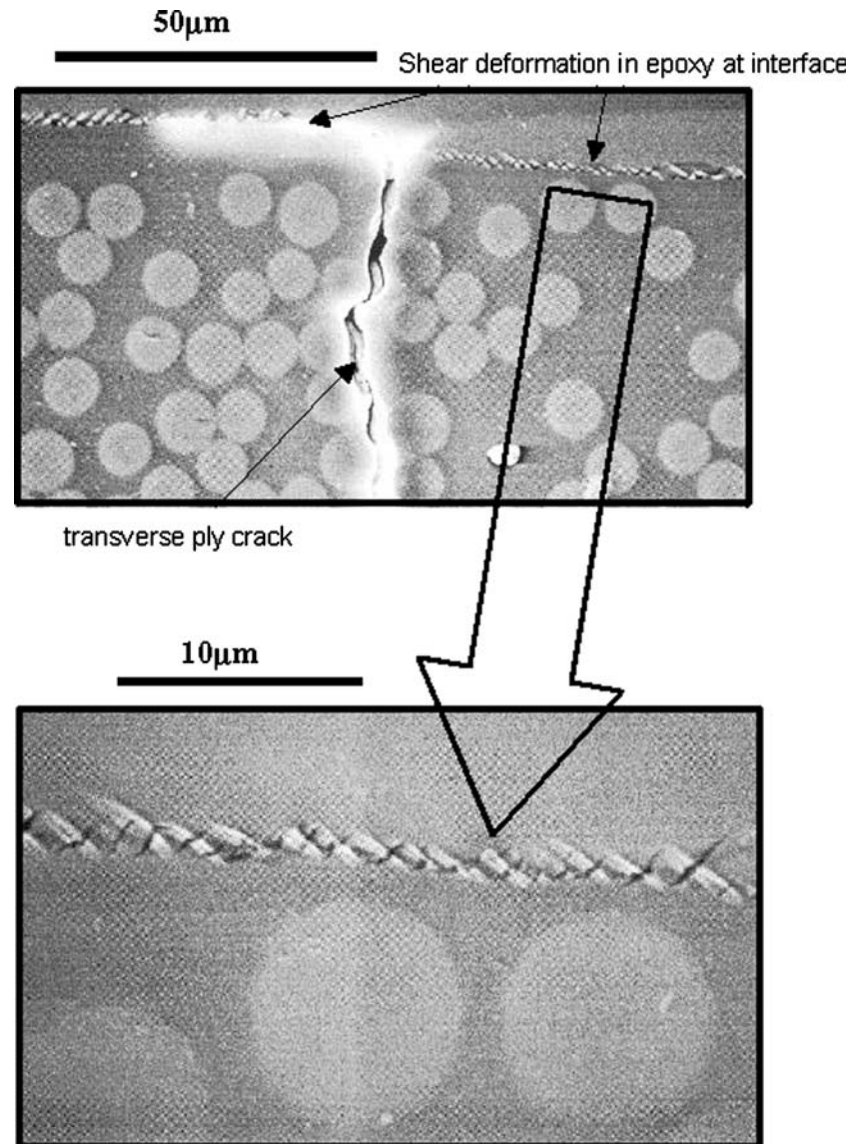 50μm
Shear deformation in epoxy at interface
transverse ply crack
10μm